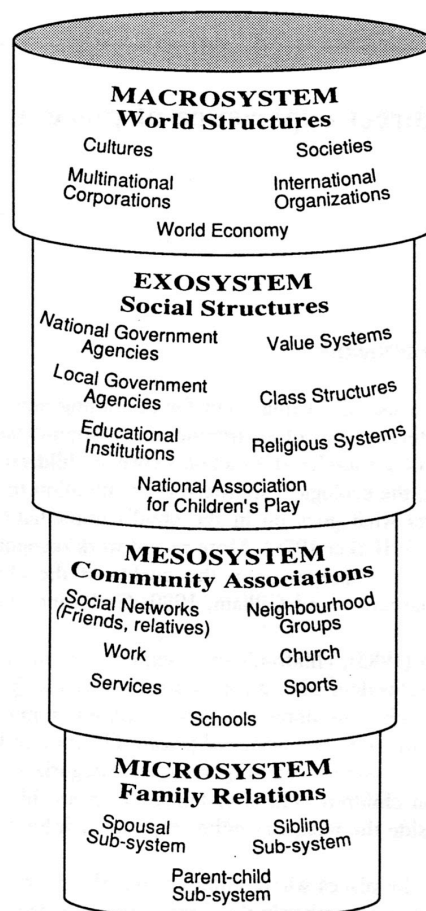 MACROSYSTEM
World Structures
Cultures Societies
Multinational International
Corporations Organizations
World Economy
EXOSYSTEM
Social Structures
National Government Value Systems
Agencies
Local Government Class Structures
Agencies
Educational Religious Systems
Institutions
National Association
for Children's Play
MESOSYSTEM
Community Associations
Social Networks Neighbourhood
(Friends, relatives) Groups
Work Church
Services Sports
Schools
MICROSYSTEM
Family Relations
Spousal Sibling
Sub-system Sub-system
Parent-child
Sub-system